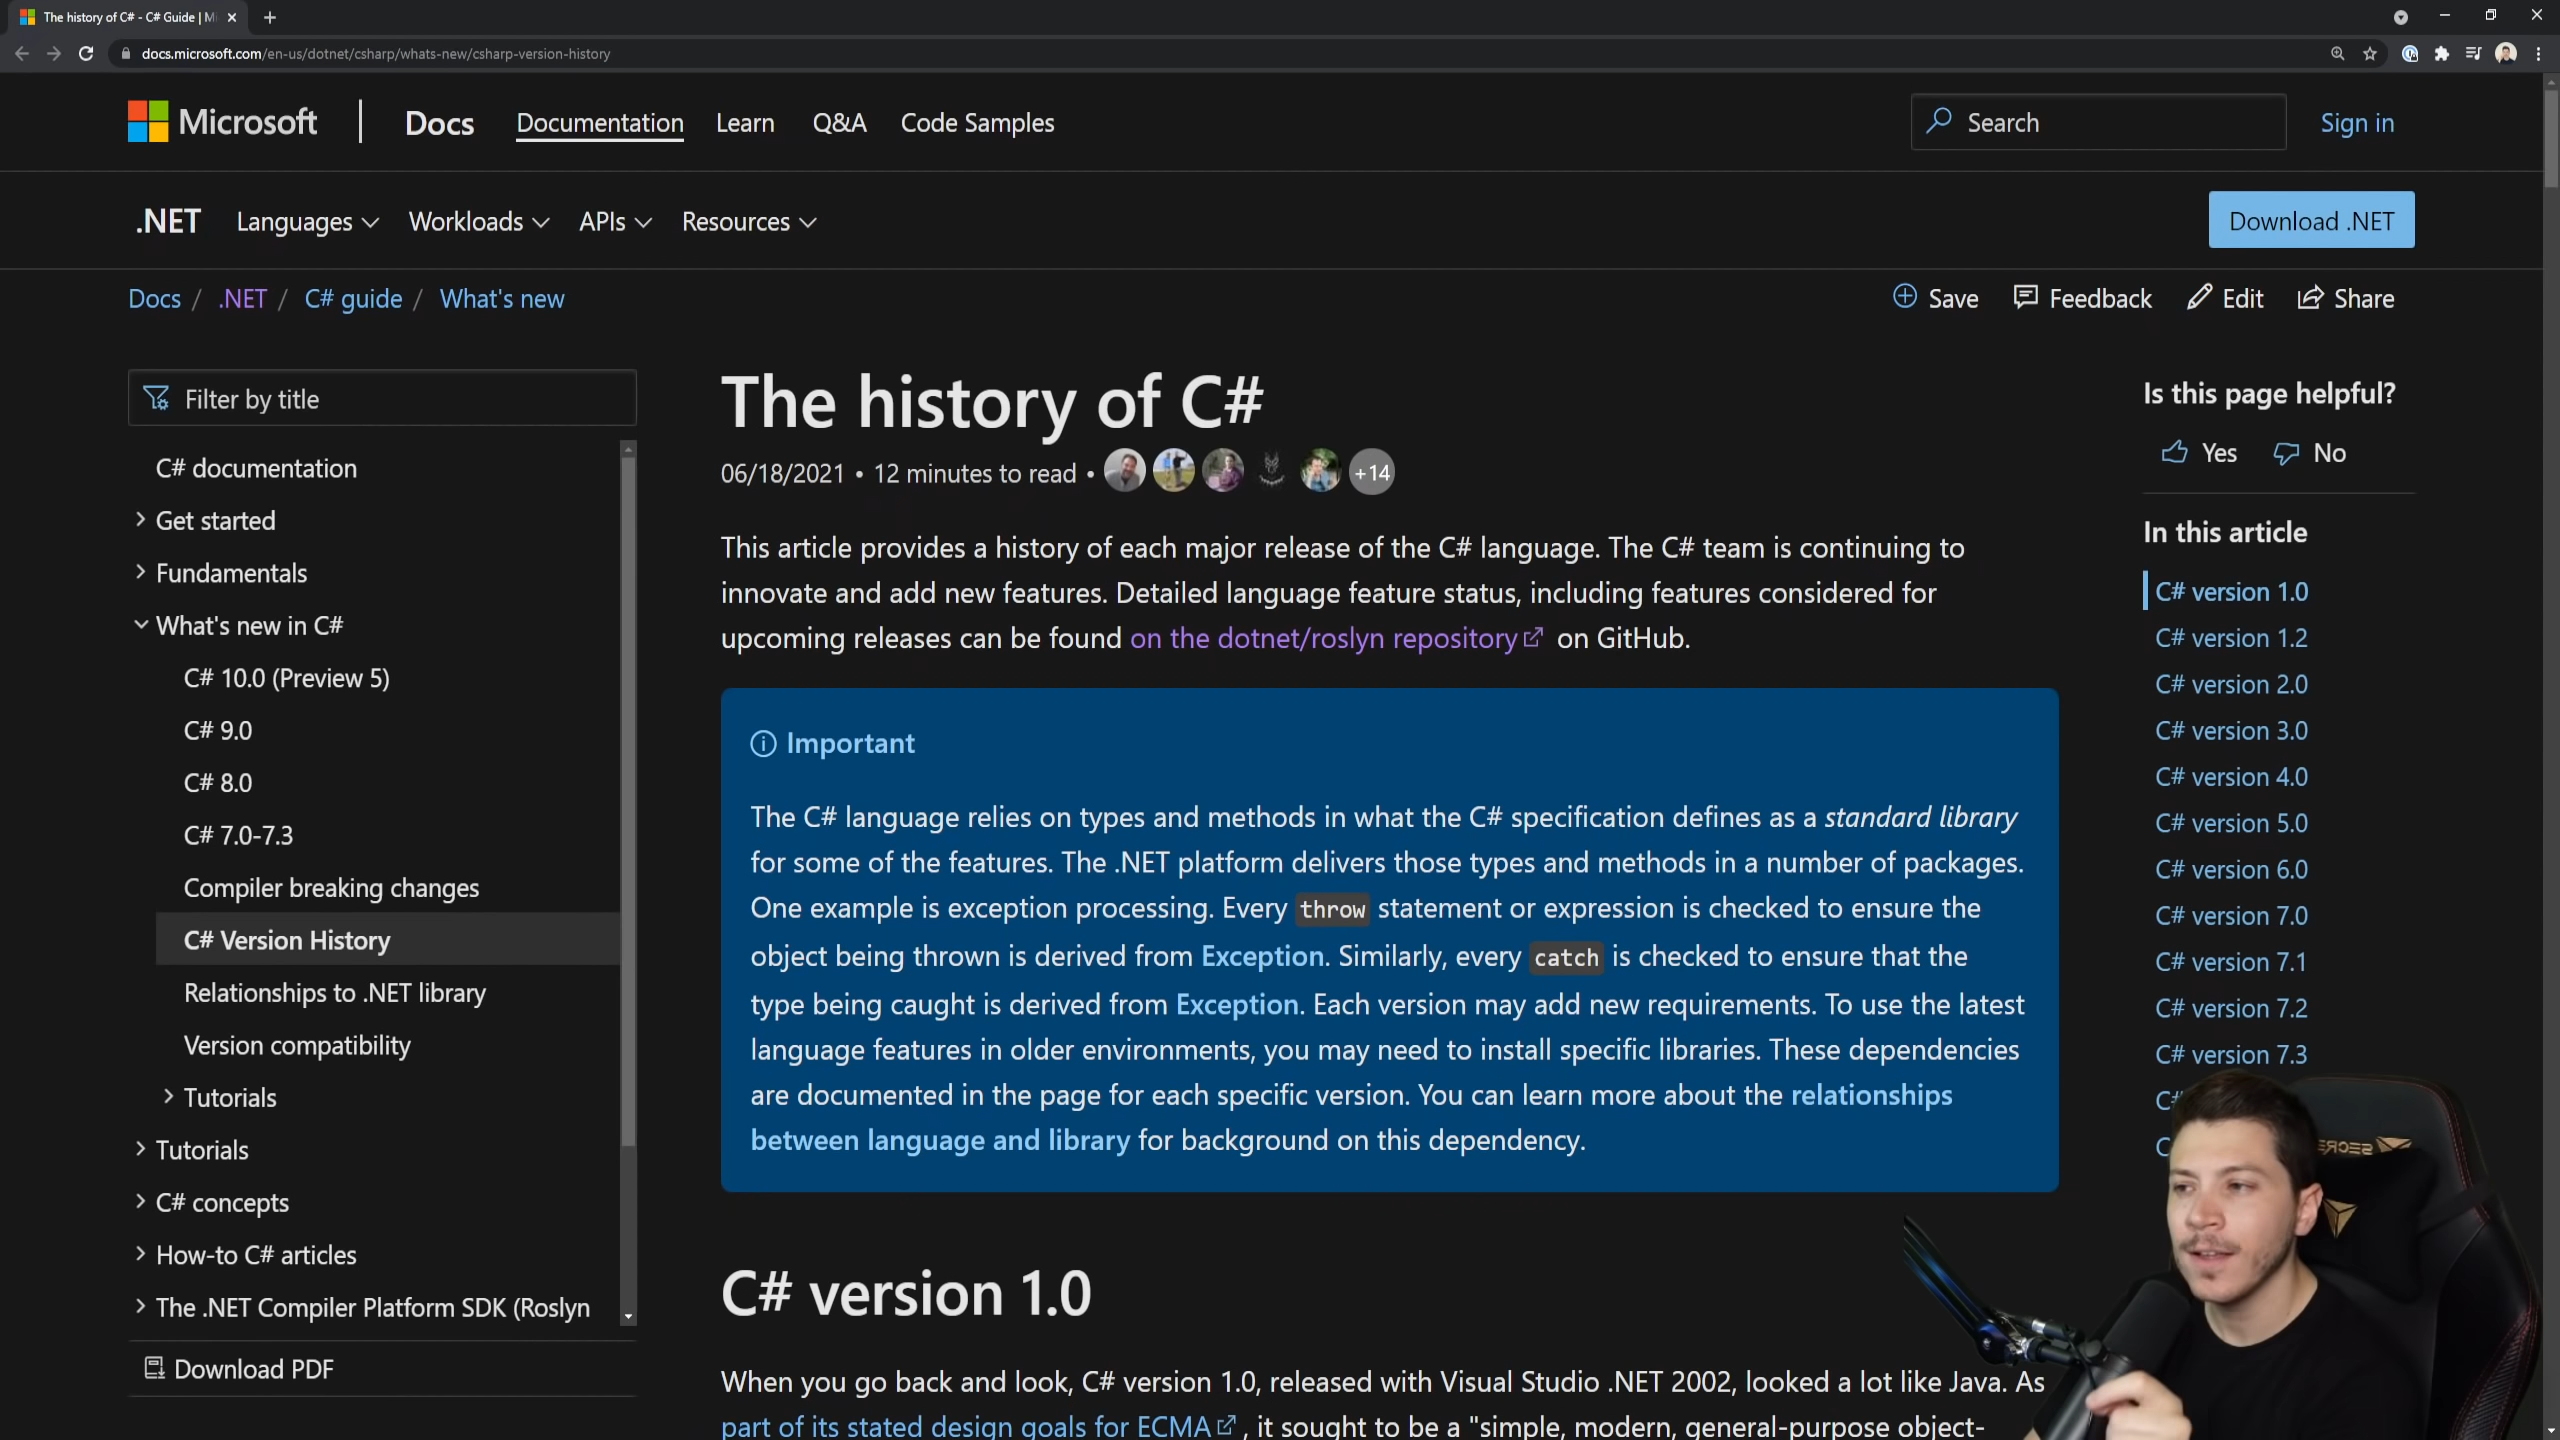 The history of C# - C# Guide | Mi
docs.microsoft.com/en-us/dotnet/csharp/whats-new/csharp-version-history
Microsoft
Docs
Documentation
Learn
Q&A
Code Samples
Search
Sign in
.NET
Languages
Workloads
APIs
Resources
Download .NET
Docs / .NET / C# guide / What's new
Save
Feedback
Edit
Share
Filter by title
C# documentation
Get started
Fundamentals
What's new in C#
C# 10.0 (Preview 5)
C# 9.0
C# 8.0
C# 7.0-7.3
Compiler breaking changes
C# Version History
Relationships to .NET library
Version compatibility
Tutorials
Tutorials
C# concepts
How-to C# articles
The .NET Compiler Platform SDK (Roslyn
Download PDF
The history of C#
06/18/2021 • 12 minutes to read • +14
This article provides a history of each major release of the C# language. The C# team is continuing to
innovate and add new features. Detailed language feature status, including features considered for
upcoming releases can be found on the dotnet/roslyn repository on GitHub.
Important
The C# language relies on types and methods in what the C# specification defines as a standard library
for some of the features. The .NET platform delivers those types and methods in a number of packages.
One example is exception processing. Every throw statement or expression is checked to ensure the
object being thrown is derived from Exception. Similarly, every catch is checked to ensure that the
type being caught is derived from Exception. Each version may add new requirements. To use the latest
language features in older environments, you may need to install specific libraries. These dependencies
are documented in the page for each specific version. You can learn more about the relationships
between language and library for background on this dependency.
C# version 1.0
When you go back and look, C# version 1.0, released with Visual Studio .NET 2002, looked a lot like Java. As
part of its stated design goals for ECMA , it sought to be a "simple, modern, general-purpose object-
Is this page helpful?
Yes
No
In this article
C# version 1.0
C# version 1.2
C# version 2.0
C# version 3.0
C# version 4.0
C# version 5.0
C# version 6.0
C# version 7.0
C# version 7.1
C# version 7.2
C# version 7.3
C#
C